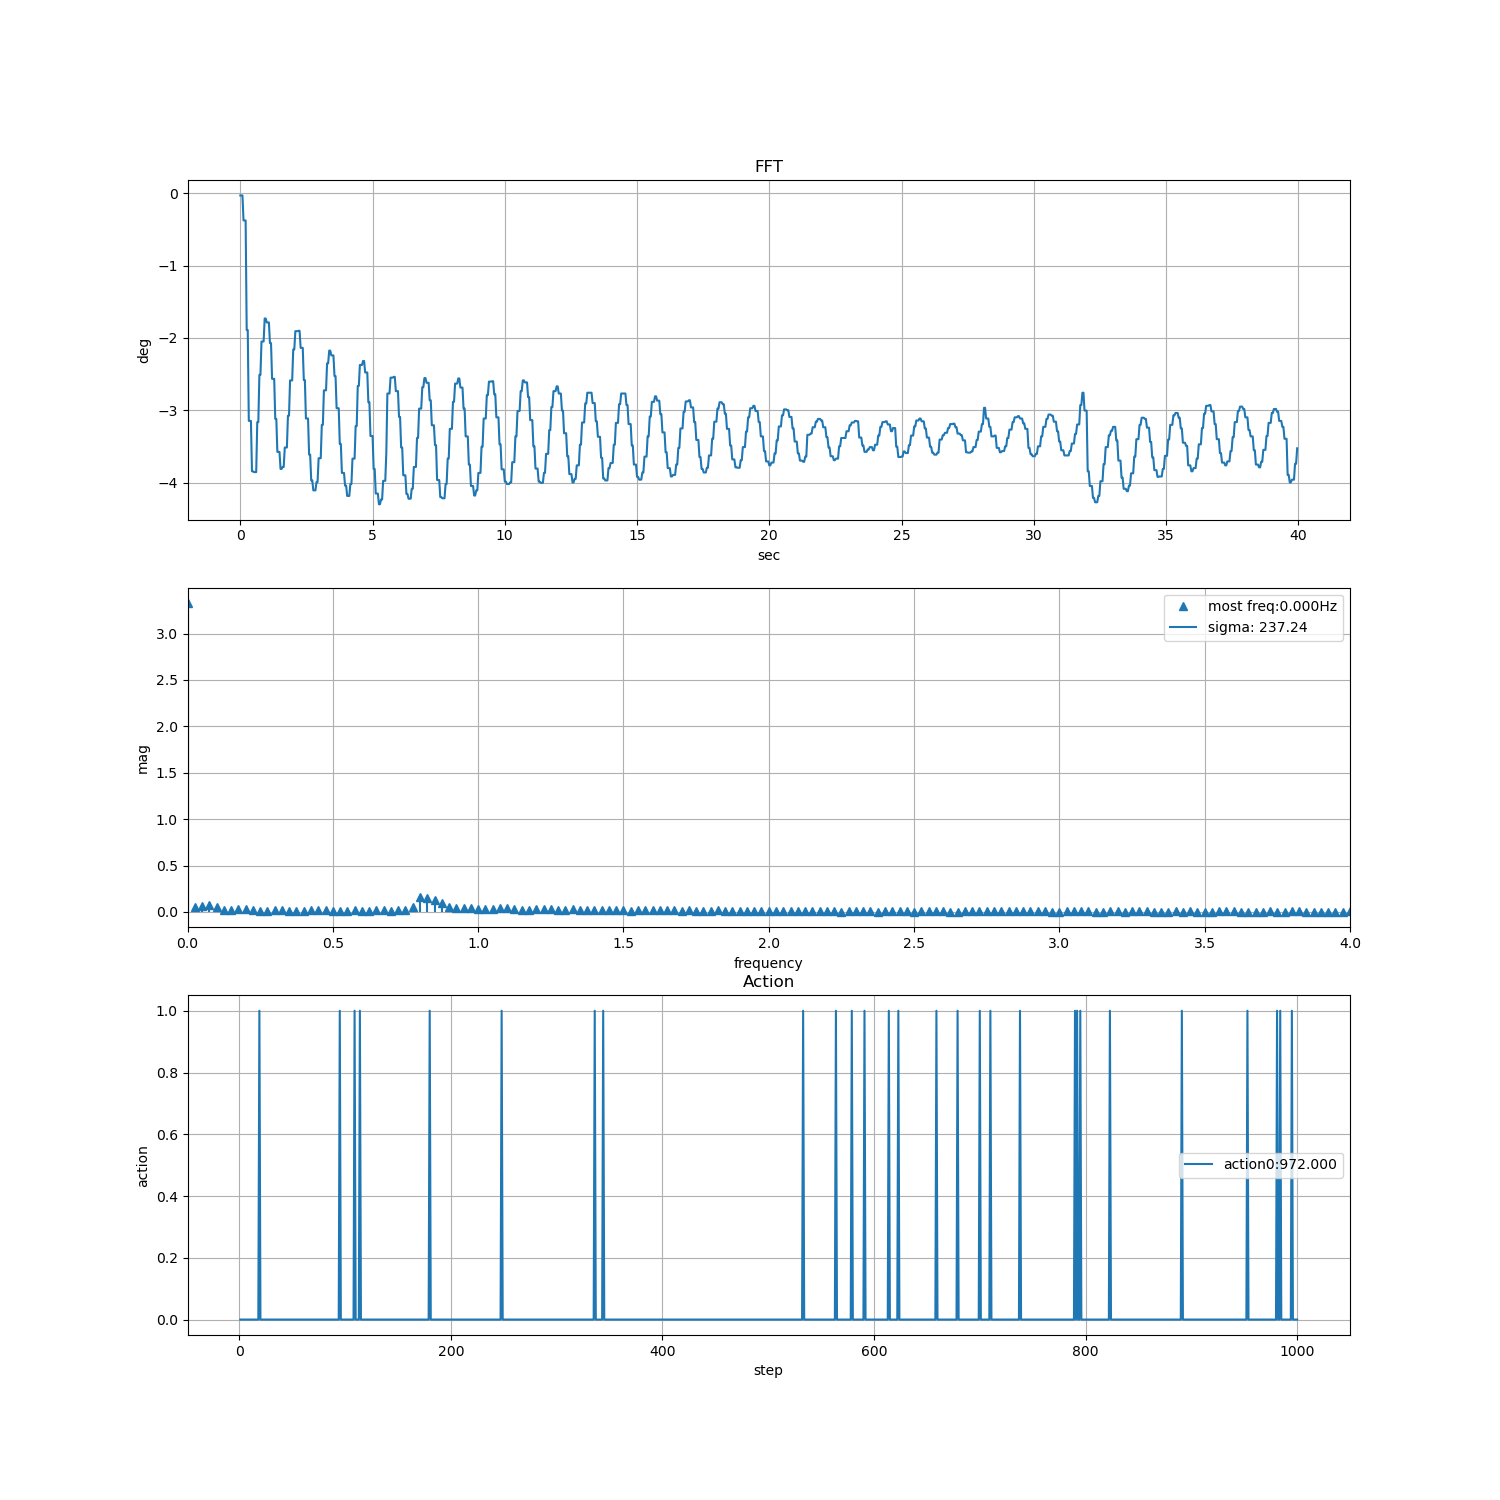 FFT
0
−1
−2
−3
−4
deg
0 5 10 15 20 25 30 35 40
sec
most freq:0.000Hz
sigma: 237.24
3.0
2.5
2.0
1.5
1.0
0.5
0.0
mag
0.0 0.5 1.0 1.5 2.0 2.5 3.0 3.5 4.0
frequency
Action
1.0
0.8
0.6
0.4
0.2
0.0
action
action0:972.000
0 200 400 600 800 1000
step